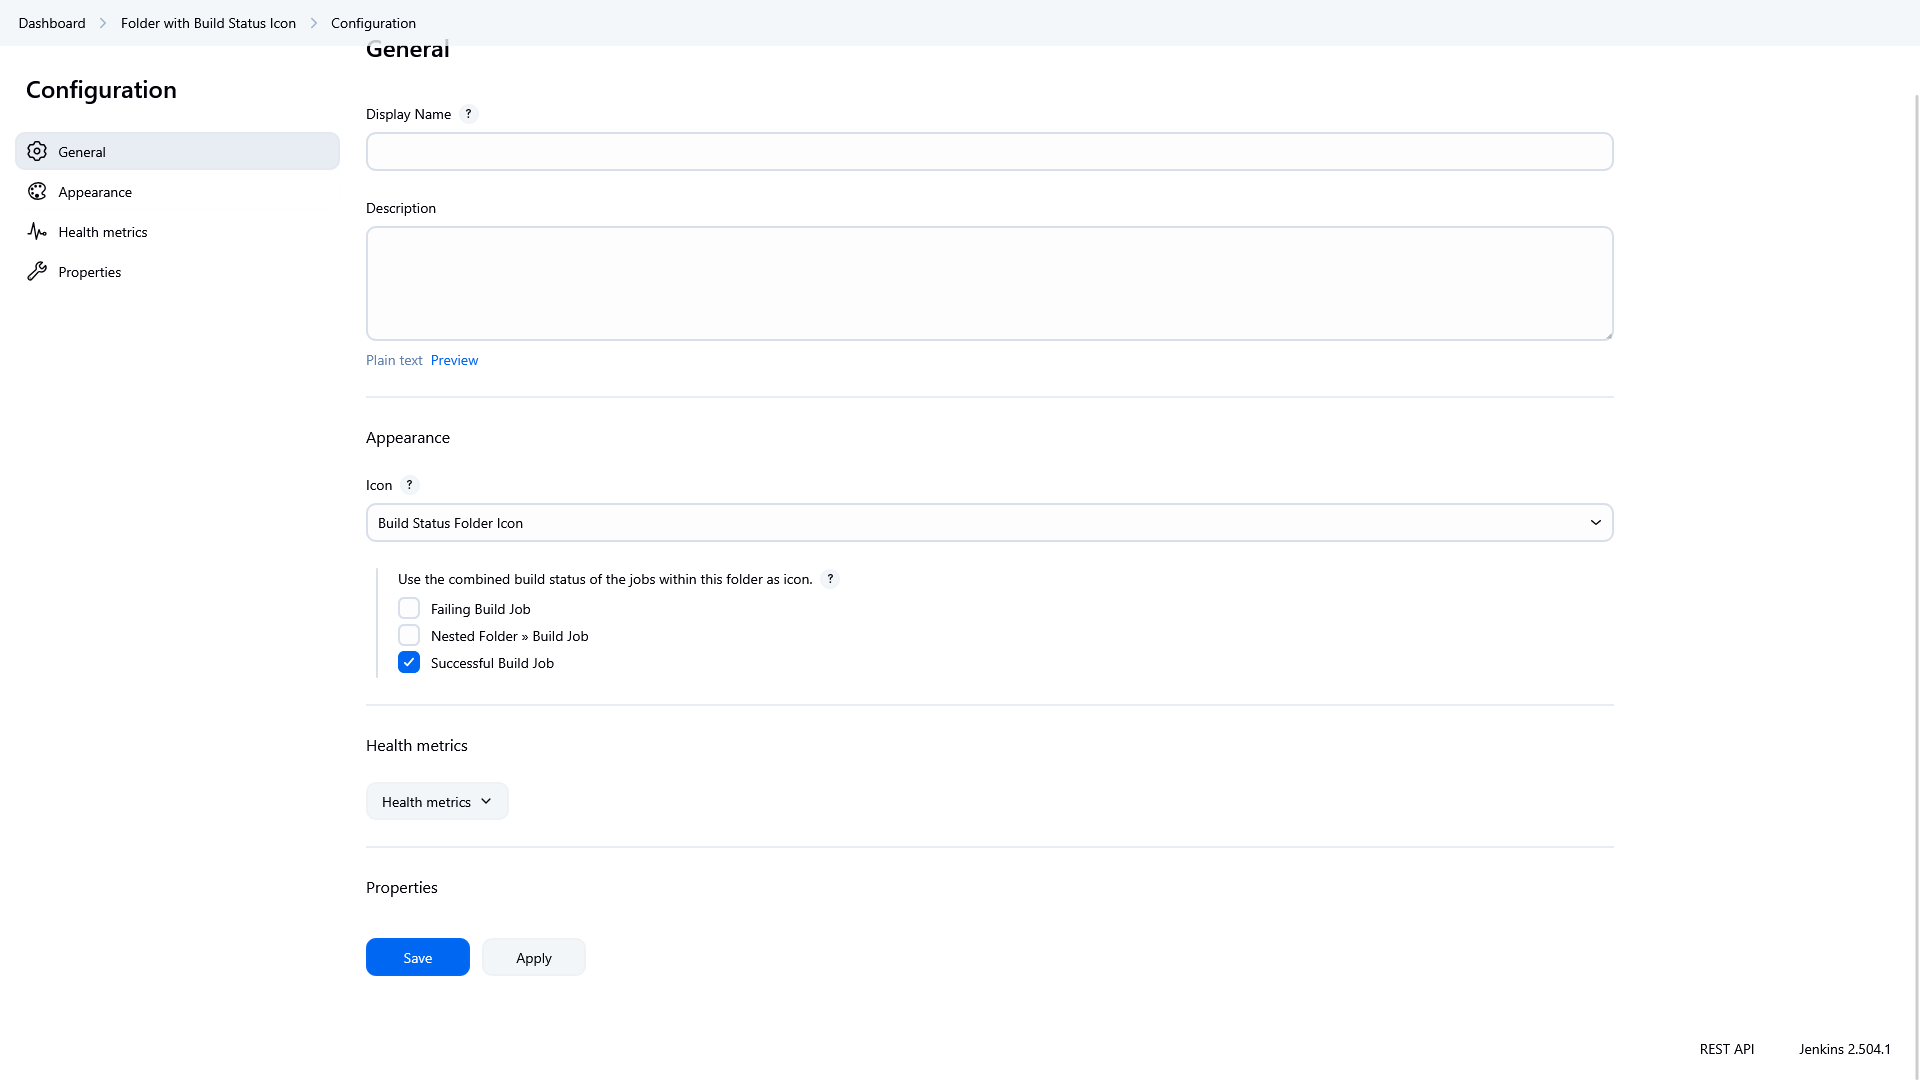 Dashboard
Folder with Build Status Icon
Configuration
General
Configuration
General
Appearance
Health metrics
Properties
Display Name ?
Description
Plain text Preview
Appearance
Icon ?
Build Status Folder Icon
Use the combined build status of the jobs within this folder as icon. ?
Failing Build Job
Nested Folder » Build Job
Successful Build Job
Health metrics
Health metrics
Properties
Save
Apply
REST API
Jenkins 2.504.1